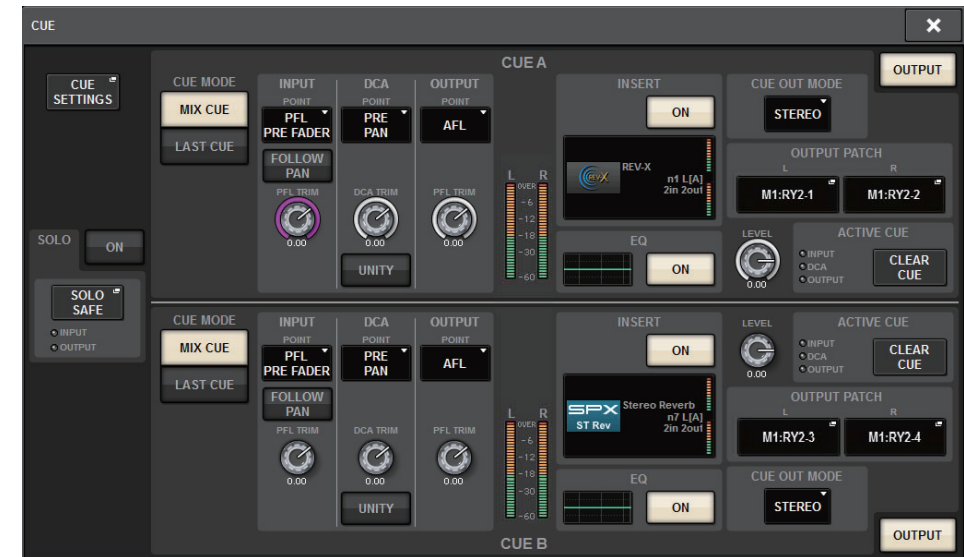 CUE
CUE SETTINGS
SOLO
ON
SOLO SAFE
INPUT
OUTPUT
CUE A
CUE MODE
MIX CUE
LAST CUE
INPUT
POINT
PFL
PRE FADER
FOLLOW PAN
PFL TRIM
0.00
DCA
POINT
PRE PAN
DCA TRIM
0.00
UNITY
OUTPUT
POINT
AFL
PFL TRIM
0.00
L R
OVER
-6
-12
-18
-30
-60
INSERT
ON
REV-X
REV-X
n1 L[A]
2in 2out
EQ
ON
CUE OUT MODE
STEREO
OUTPUT
OUTPUT PATCH
L R
M1:RY2-1
M1:RY2-2
LEVEL
0.00
ACTIVE CUE
INPUT
DCA
OUTPUT
CLEAR CUE
CUE MODE
MIX CUE
LAST CUE
INPUT
POINT
PFL
PRE FADER
FOLLOW PAN
PFL TRIM
0.00
DCA
POINT
PRE PAN
DCA TRIM
0.00
UNITY
OUTPUT
POINT
AFL
PFL TRIM
0.00
L R
OVER
-6
-12
-18
-30
-60
INSERT
ON
SPX
ST Rev
Stereo Reverb
n7 L[A]
2in 2out
EQ
ON
LEVEL
0.00
ACTIVE CUE
INPUT
DCA
OUTPUT
CLEAR CUE
OUTPUT PATCH
L R
M1:RY2-3
M1:RY2-4
CUE OUT MODE
STEREO
OUTPUT
CUE B